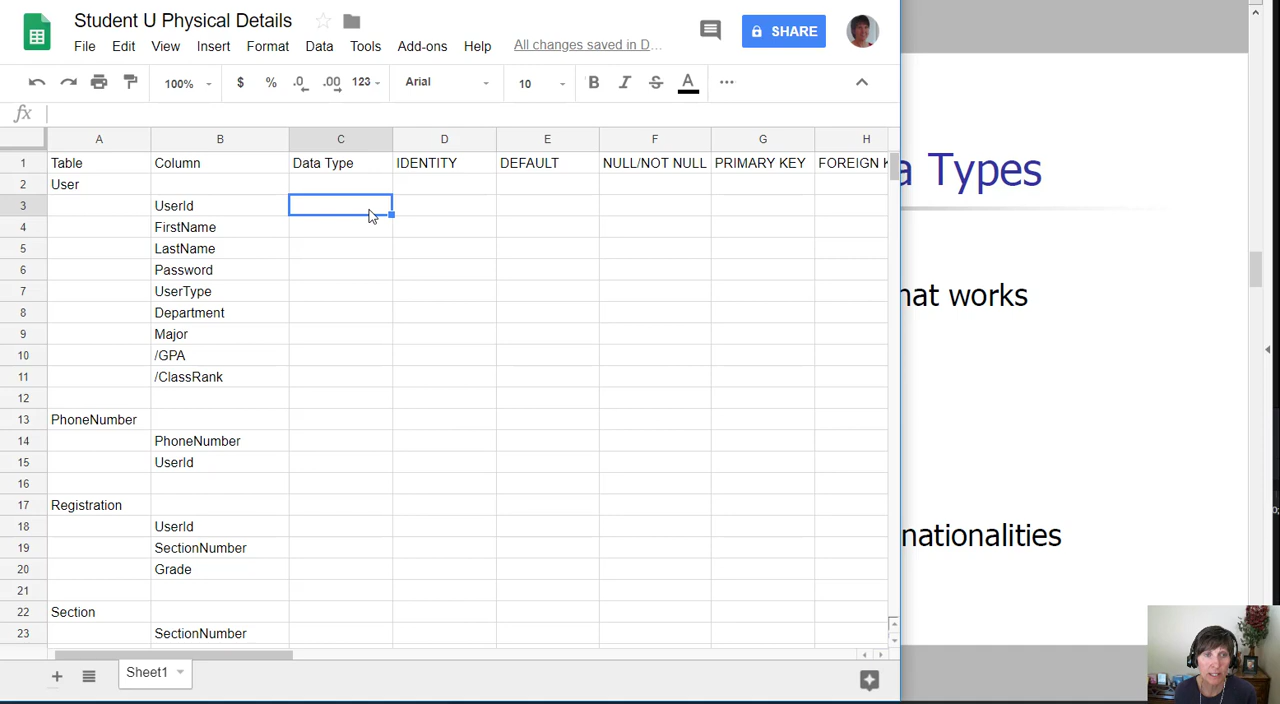 Student U Physical Details
File Edit View Insert Format Data Tools Add-ons Help All changes saved in D...
SHARE
100% $ % .0 .00 123 Arial 10 B I S A
fx
A B C D E F G H
1 Table Column Data Type IDENTITY DEFAULT NULL/NOT NULL PRIMARY KEY FOREIGN K
2 User
3 UserId
4 FirstName
5 LastName
6 Password
7 UserType
8 Department
9 Major
10 /GPA
11 /ClassRank
12
13 PhoneNumber
14 PhoneNumber
15 UserId
16
17 Registration
18 UserId
19 SectionNumber
20 Grade
21
22 Section
23 SectionNumber
Sheet1
a Types
hat works
nationalities